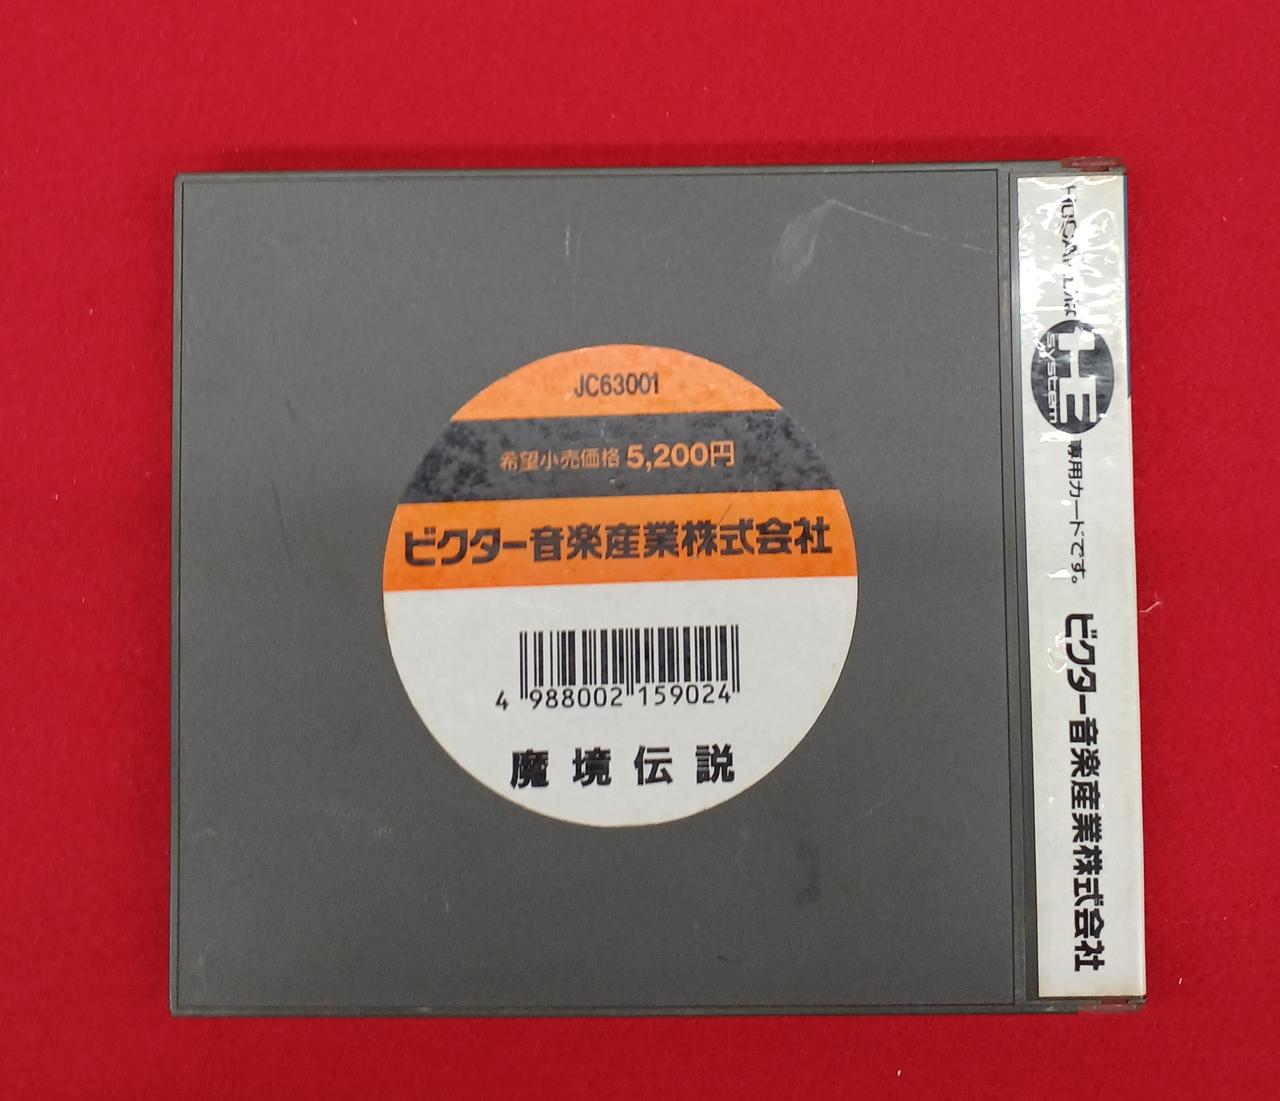 JC63001
希望小売価格 5,200円
ビクター音楽産業株式会社
4 988002 159024
魔境伝説
HE
SYSTEM
専用カードです。
ビクター音楽産業株式会社